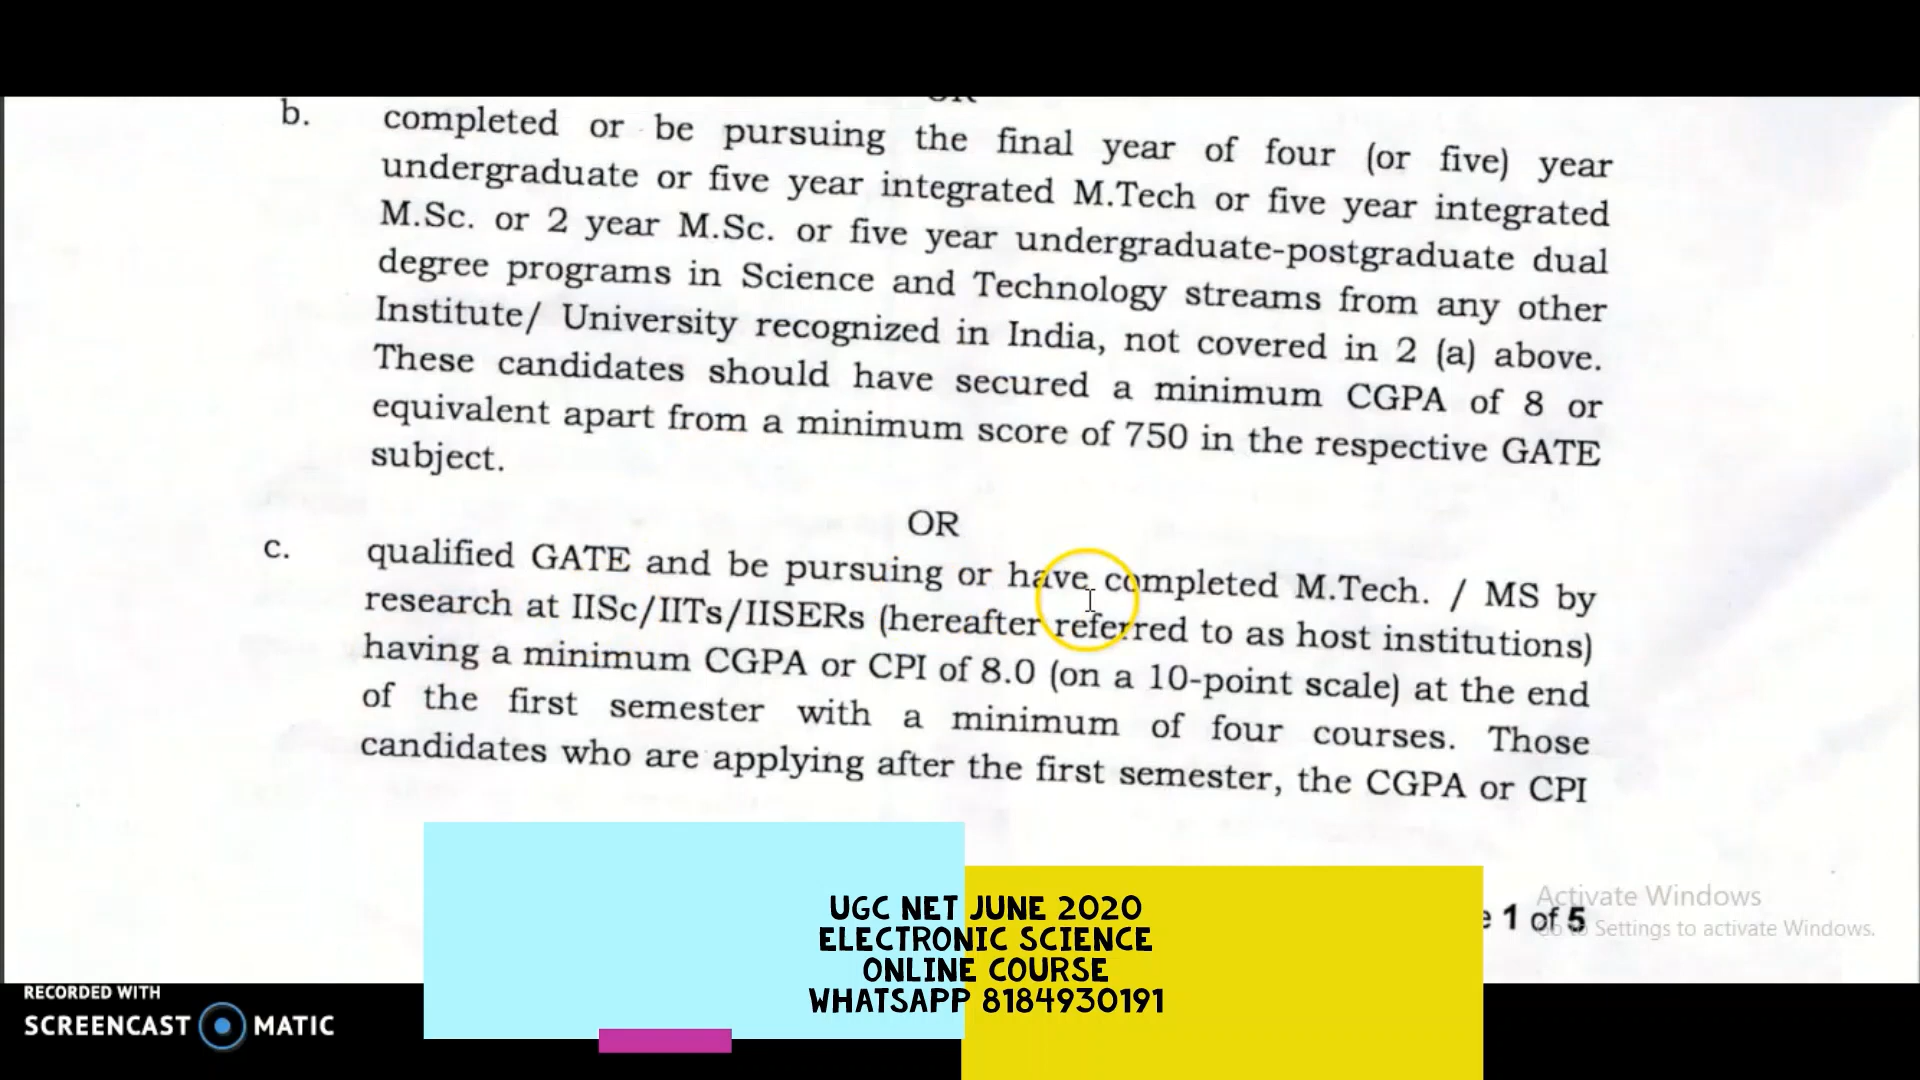 OR
b. completed or be pursuing the final year of four (or five) year
undergraduate or five year integrated M.Tech or five year integrated
M.Sc. or 2 year M.Sc. or five year undergraduate-postgraduate dual
degree programs in Science and Technology streams from any other
Institute/ University recognized in India, not covered in 2 (a) above.
These candidates should have secured a minimum CGPA of 8 or
equivalent apart from a minimum score of 750 in the respective GATE
subject.
OR
c. qualified GATE and be pursuing or have completed M.Tech. / MS by
research at IISc/IITs/IISERs (hereafter referred to as host institutions)
having a minimum CGPA or CPI of 8.0 (on a 10-point scale) at the end
of the first semester with a minimum of four courses. Those
candidates who are applying after the first semester, the CGPA or CPI
e 1 of 5
Activate Windows
Go to Settings to activate Windows.
UGC NET JUNE 2020
ELECTRONIC SCIENCE
ONLINE COURSE
WHATSAPP 8184930191
RECORDED WITH
SCREENCAST MATIC